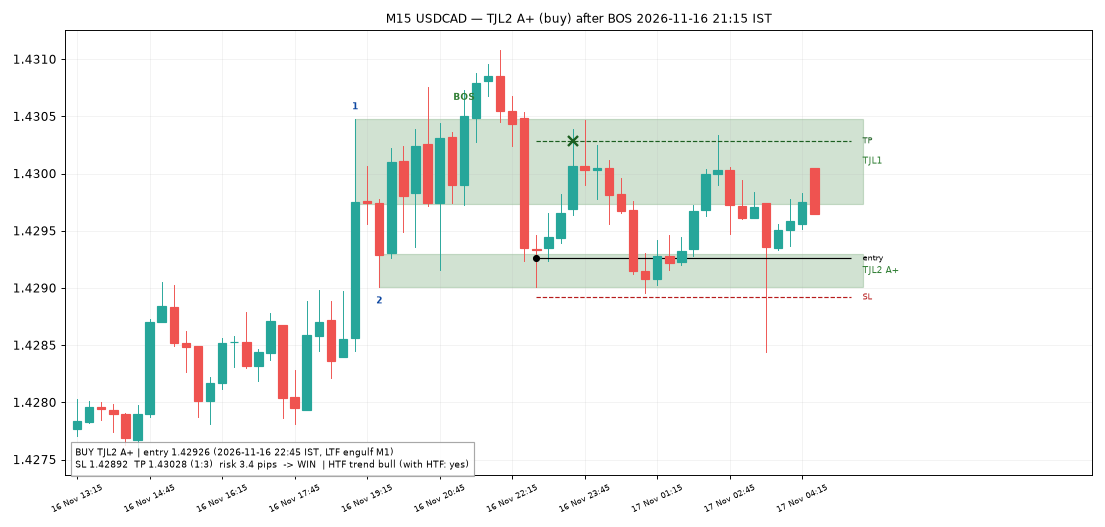 M15 USDCAD — TJL2 A+ (buy) after BOS 2026-11-16 21:15 IST
1.4310
1.4305
1.4300
1.4295
1.4290
1.4285
1.4280
1.4275
1
BOS
TP
TJL1
entry
TJL2 A+
SL
2
BUY TJL2 A+ | entry 1.42926 (2026-11-16 22:45 IST, LTF engulf M1)
SL 1.42892 TP 1.43028 (1:3) risk 3.4 pips -> WIN | HTF trend bull (with HTF: yes)
16 Nov 13:15
16 Nov 14:45
16 Nov 16:15
16 Nov 17:45
16 Nov 19:15
16 Nov 20:45
16 Nov 22:15
16 Nov 23:45
17 Nov 01:15
17 Nov 02:45
17 Nov 04:15